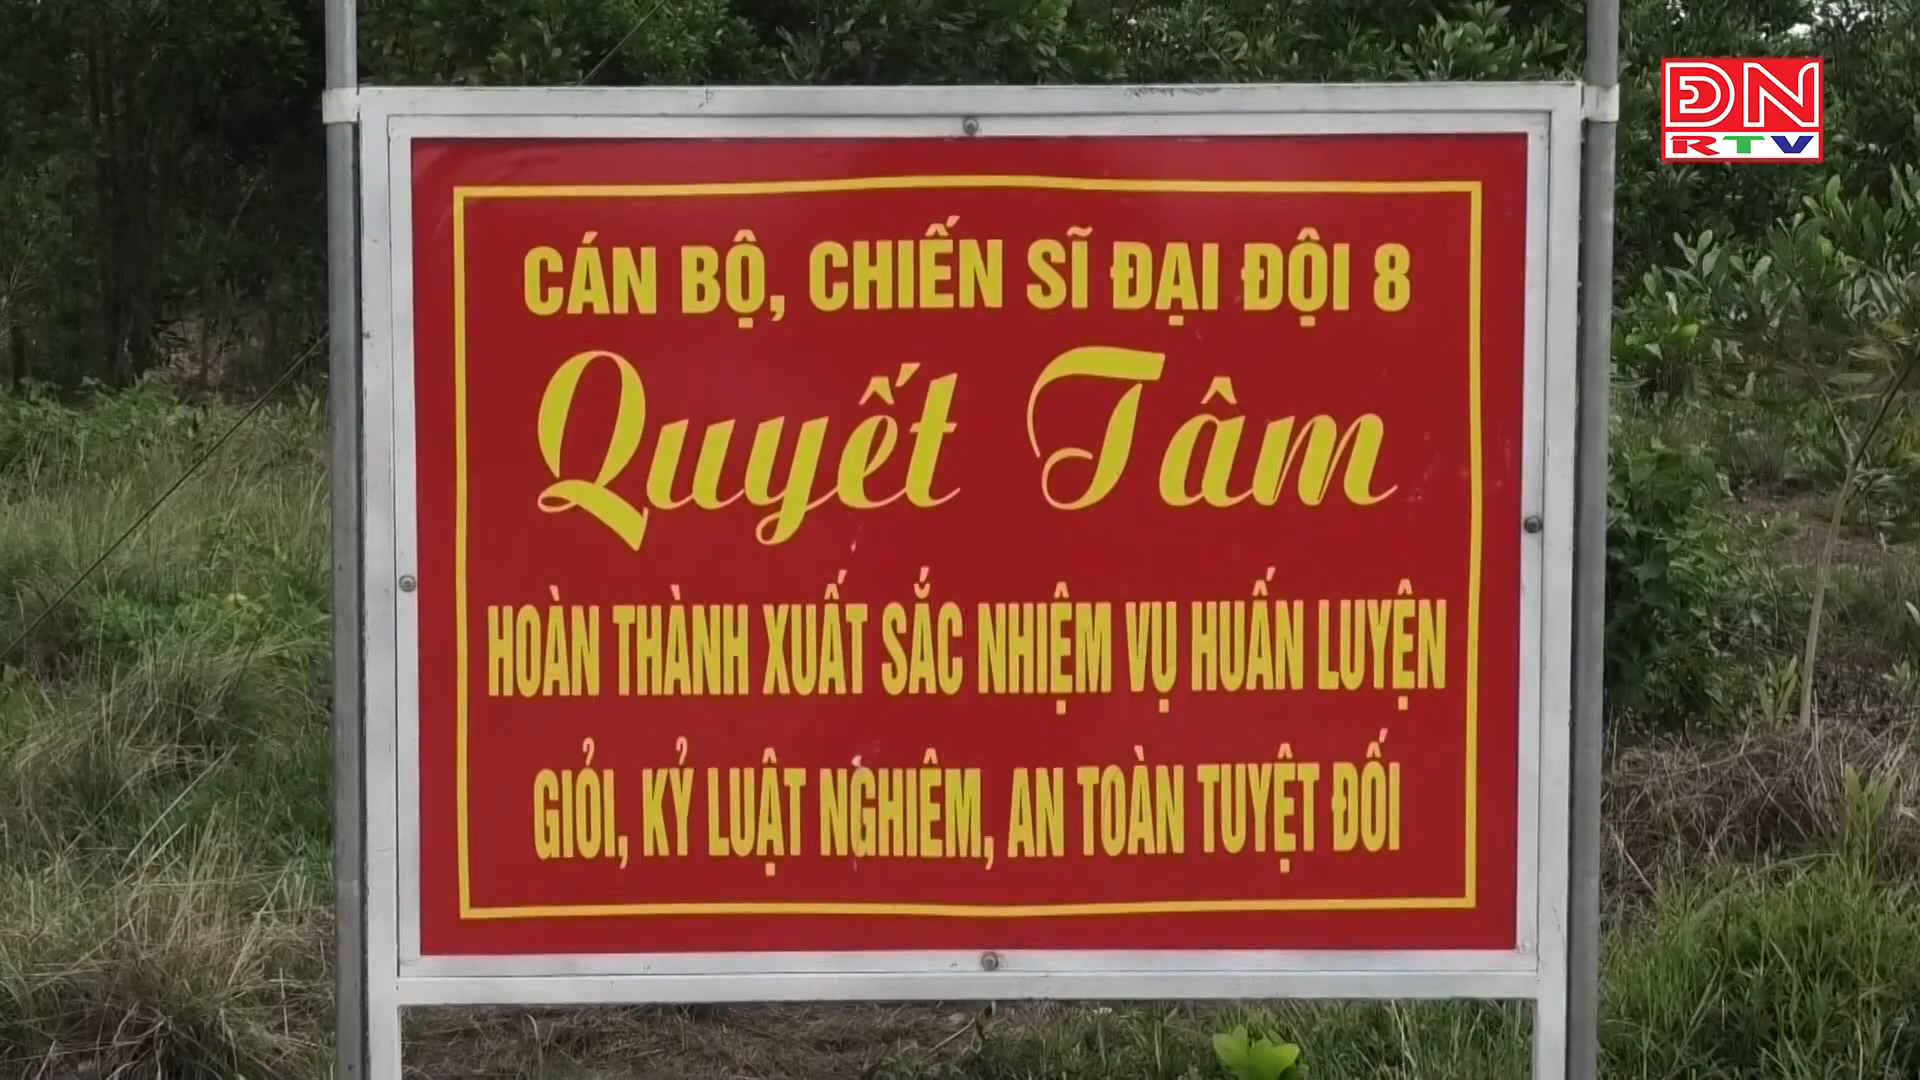 ĐN
RTV
CÁN BỘ, CHIẾN SĨ ĐẠI ĐỘI 8
Quyết Tâm
HOÀN THÀNH XUẤT SẮC NHIỆM VỤ HUẤN LUYỆN
GIỎI, KỶ LUẬT NGHIÊM, AN TOÀN TUYỆT ĐỐI